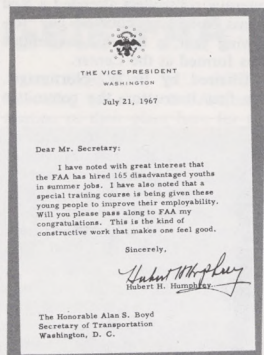 THE VICE PRESIDENT
WASHINGTON
July 21, 1967
Dear Mr. Secretary:
I have noted with great interest that
the FAA has hired 165 disadvantaged youths
in summer jobs. I have also noted that a
special training course is being given these
young people to improve their employability.
Will you please pass along to FAA my
congratulations. This is the kind of
constructive work that makes one feel good.
Sincerely,
Hubert H Humphrey
Hubert H. Humphrey
The Honorable Alan S. Boyd
Secretary of Transportation
Washington, D. C.